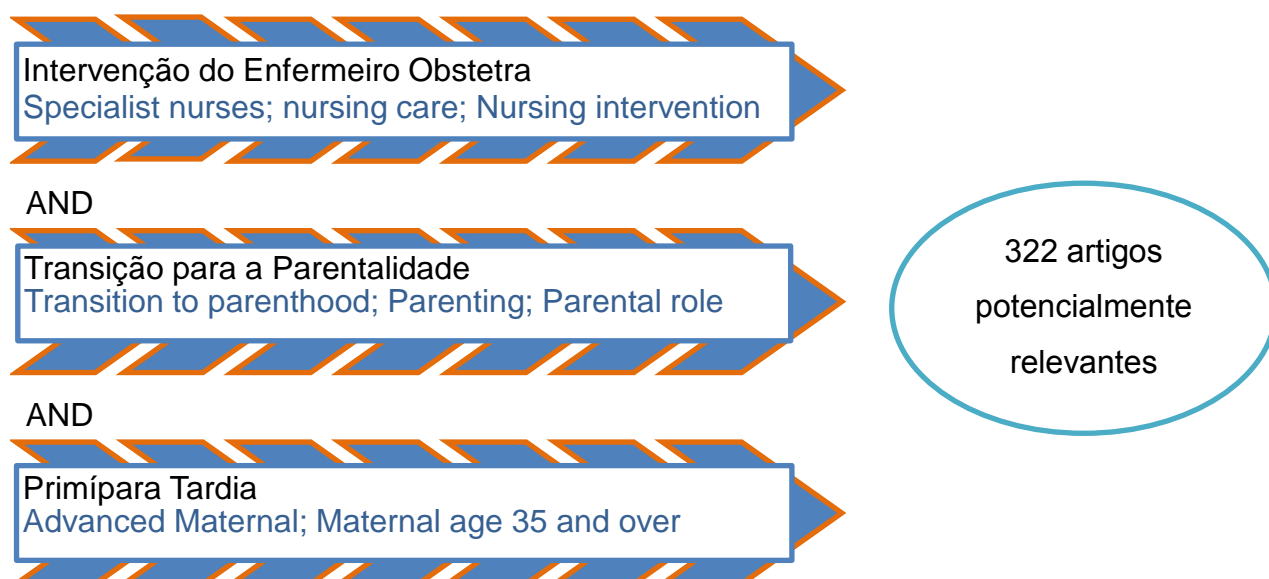 Intervenção do Enfermeiro Obstetra
Specialist nurses; nursing care; Nursing intervention
AND
Transição para a Parentalidade
Transition to parenthood; Parenting; Parental role
AND
Primípara Tardia
Advanced Maternal; Maternal age 35 and over
322 artigos
potencialmente
relevantes